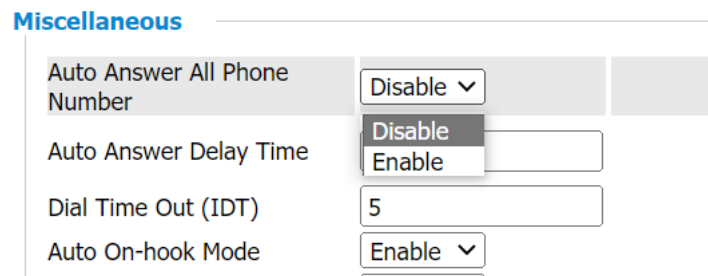 Miscellaneous
Auto Answer All Phone
Number
Disable
Disable
Enable
Auto Answer Delay Time
Dial Time Out (IDT)
5
Auto On-hook Mode
Enable